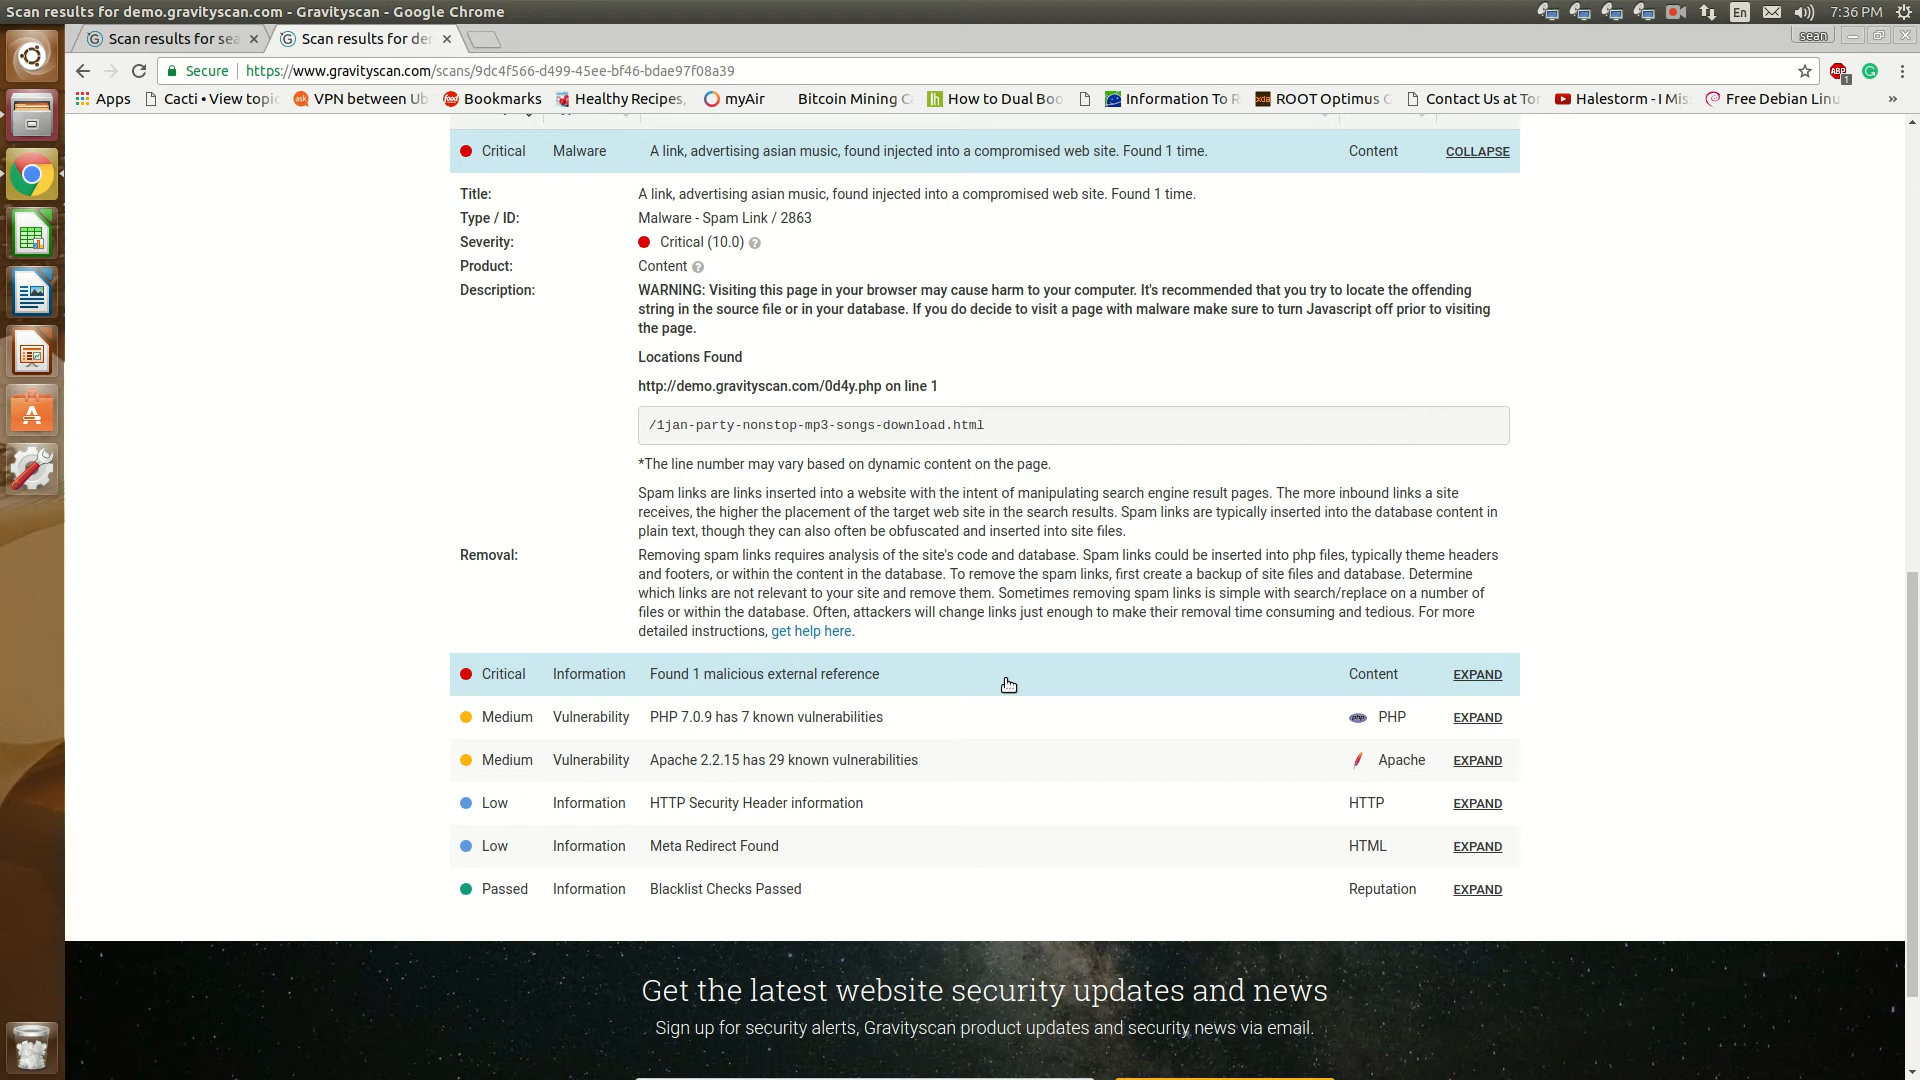 Scan results for demo.gravityscan.com - Gravityscan - Google Chrome
En
7:36 PM
Scan results for sea
Scan results for der
sean
Secure
https://www.gravityscan.com/scans/9dc4f566-d499-45ee-bf46-bdae97f08a39
ABP
1
Apps
Cacti • View topic
VPN between Ub
Bookmarks
Healthy Recipes,
myAir
Bitcoin Mining C
How to Dual Boo
Information To R
ROOT Optimus G
Contact Us at Tor
Halestorm - I Mis
Free Debian Linu
»
Critical Malware A link, advertising asian music, found injected into a compromised web site. Found 1 time. Content COLLAPSE
Title: A link, advertising asian music, found injected into a compromised web site. Found 1 time.
Type / ID: Malware - Spam Link / 2863
Severity: Critical (10.0) ?
Product: Content ?
Description: WARNING: Visiting this page in your browser may cause harm to your computer. It's recommended that you try to locate the offending
string in the source file or in your database. If you do decide to visit a page with malware make sure to turn Javascript off prior to visiting
the page.
Locations Found
http://demo.gravityscan.com/0d4y.php on line 1
/1jan-party-nonstop-mp3-songs-download.html
*The line number may vary based on dynamic content on the page.
Spam links are links inserted into a website with the intent of manipulating search engine result pages. The more inbound links a site
receives, the higher the placement of the target web site in the search results. Spam links are typically inserted into the database content in
plain text, though they can also often be obfuscated and inserted into site files.
Removal: Removing spam links requires analysis of the site's code and database. Spam links could be inserted into php files, typically theme headers
and footers, or within the content in the database. To remove the spam links, first create a backup of site files and database. Determine
which links are not relevant to your site and remove them. Sometimes removing spam links is simple with search/replace on a number of
files or within the database. Often, attackers will change links just enough to make their removal time consuming and tedious. For more
detailed instructions, get help here.
Critical Information Found 1 malicious external reference Content EXPAND
Medium Vulnerability PHP 7.0.9 has 7 known vulnerabilities php PHP EXPAND
Medium Vulnerability Apache 2.2.15 has 29 known vulnerabilities Apache EXPAND
Low Information HTTP Security Header information HTTP EXPAND
Low Information Meta Redirect Found HTML EXPAND
Passed Information Blacklist Checks Passed Reputation EXPAND
Get the latest website security updates and news
Sign up for security alerts, Gravityscan product updates and security news via email.